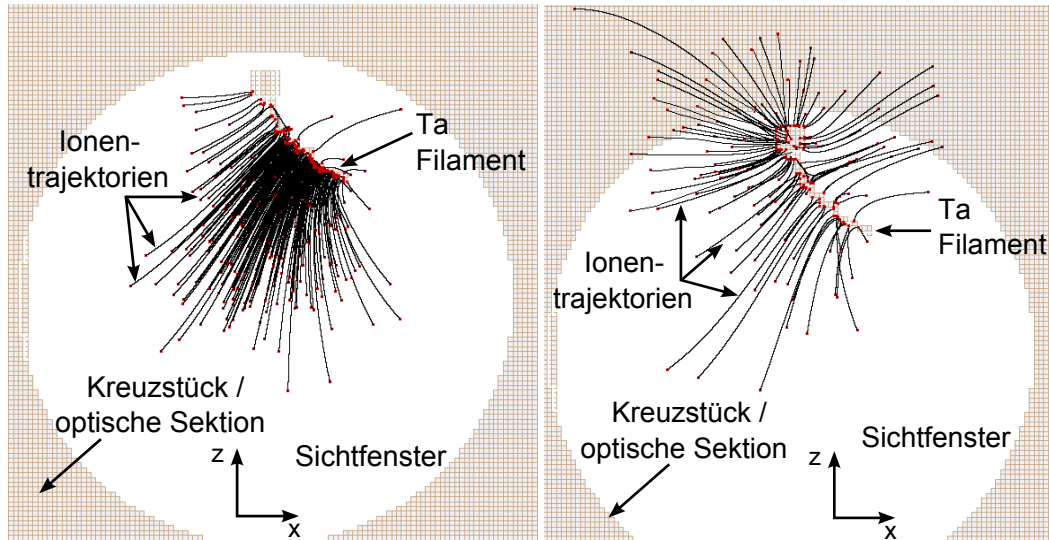 Ionen-
trajektorien
Ta
Filament
Kreuzstück /
optische Sektion
Sichtfenster
z
x
Ta
Filament
Ionen-
trajektorien
Kreuzstück /
optische Sektion
Sichtfenster
z
x